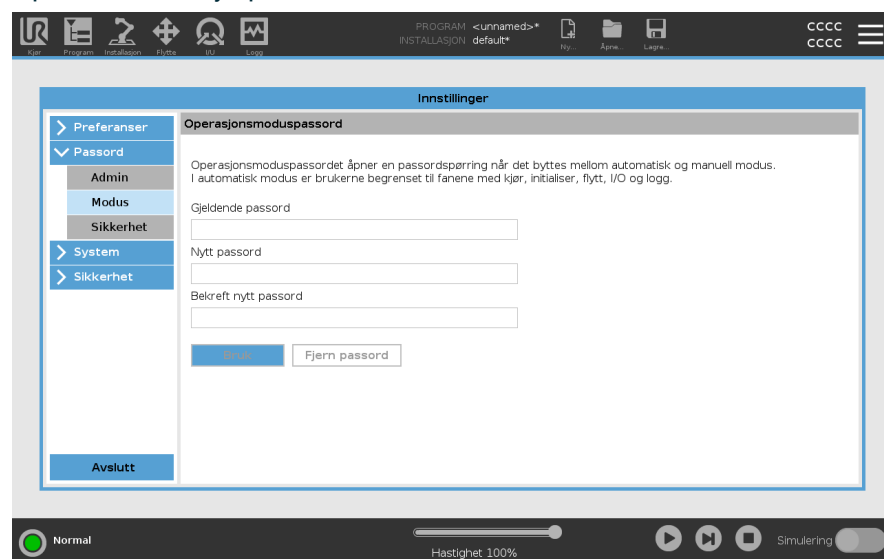 PROGRAM <unnamed>*
INSTALLASJON default*
CCCC
CCCC
Kjør Program Installasjon Flytte I/U Logg Ny... Åpne... Lagre...
Innstillinger
Preferanser
Passord
Admin
Modus
Sikkerhet
System
Sikkerhet
Avslutt
Operasjonsmoduspassord
Operasjonsmoduspassordet åpner en passordspørring når det byttes mellom automatisk og manuell modus.
I automatisk modus er brukerne begrenset til fanene med kjør, initialiser, flytt, I/O og logg.
Gjeldende passord
Nytt passord
Bekreft nytt passord
Bruk Fjern passord
Normal
Hastighet 100%
Simulering